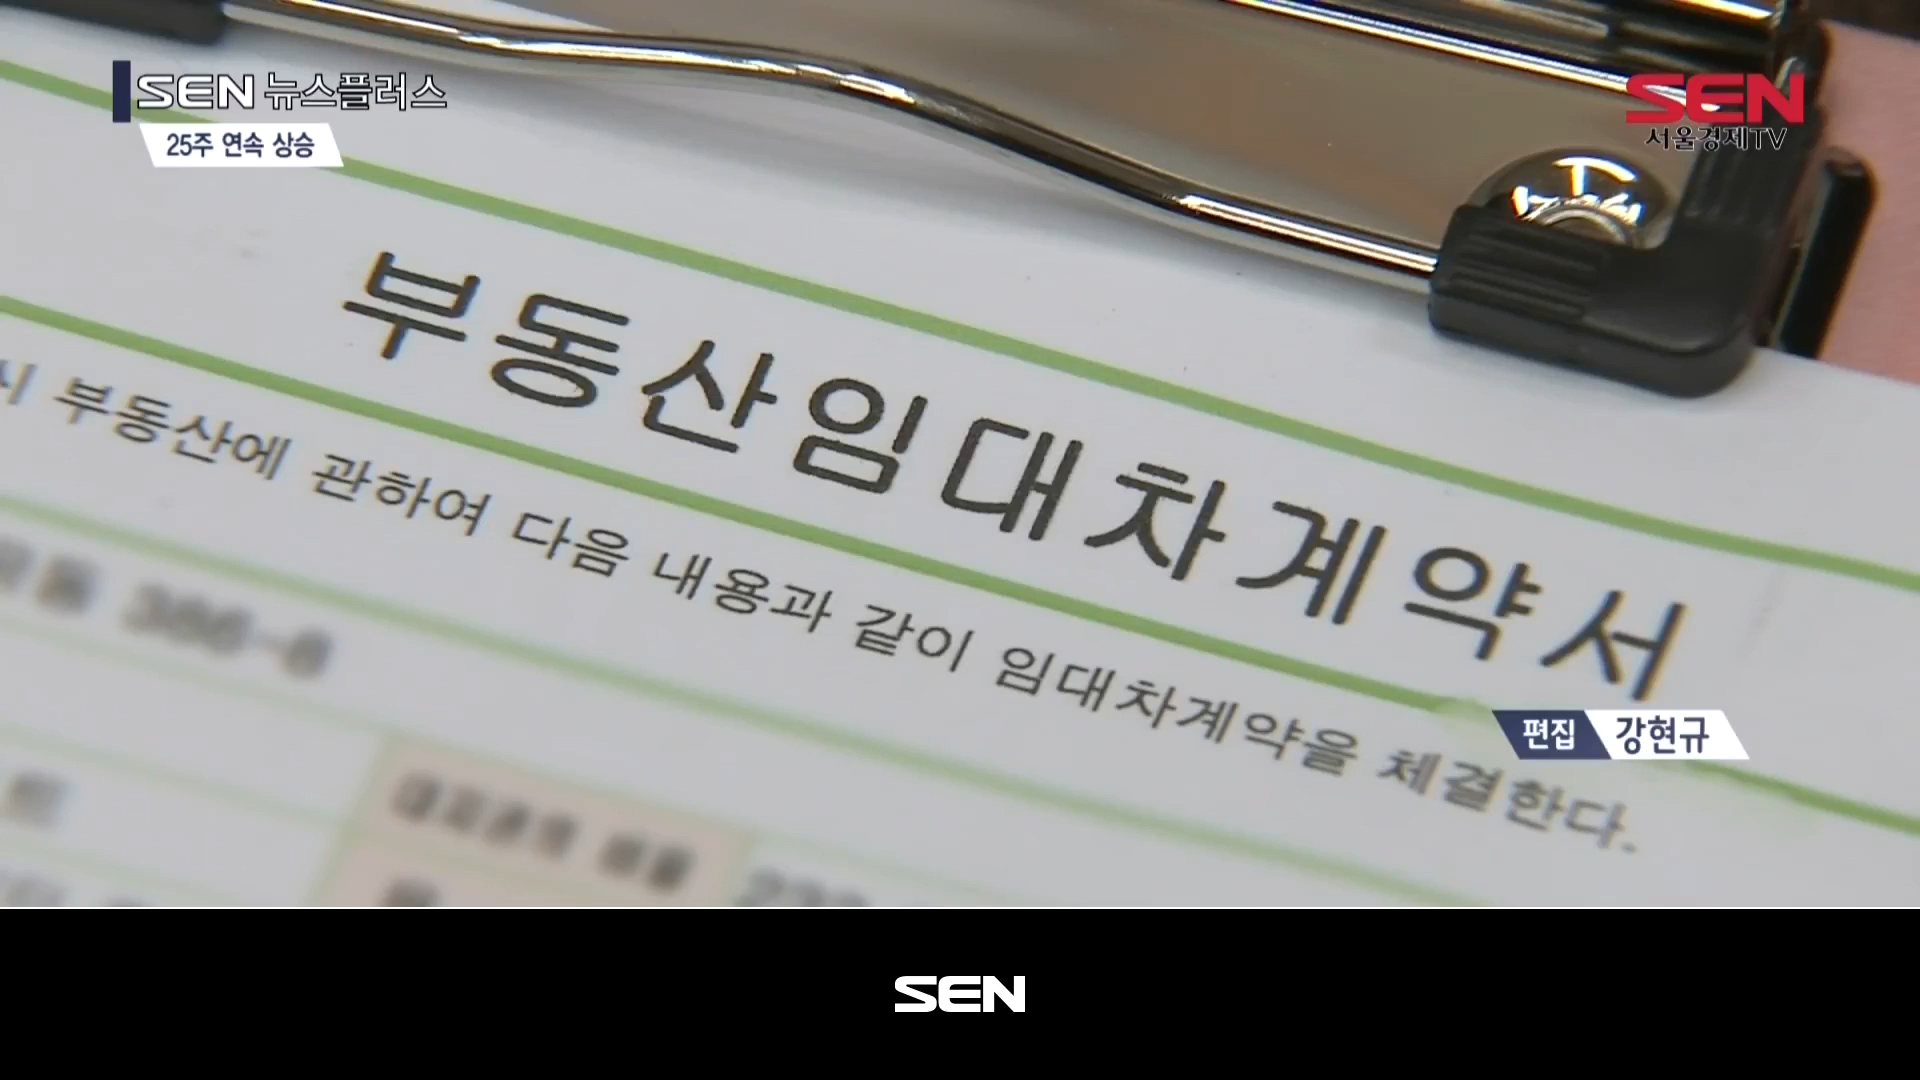 SEN 뉴스플러스
25주 연속 상승
SEN
서울경제TV
부동산임대차계약서
시 부동산에 관하여 다음 내용과 같이 임대차계약을 체결한다.
386-8
편집 강현규
SEN